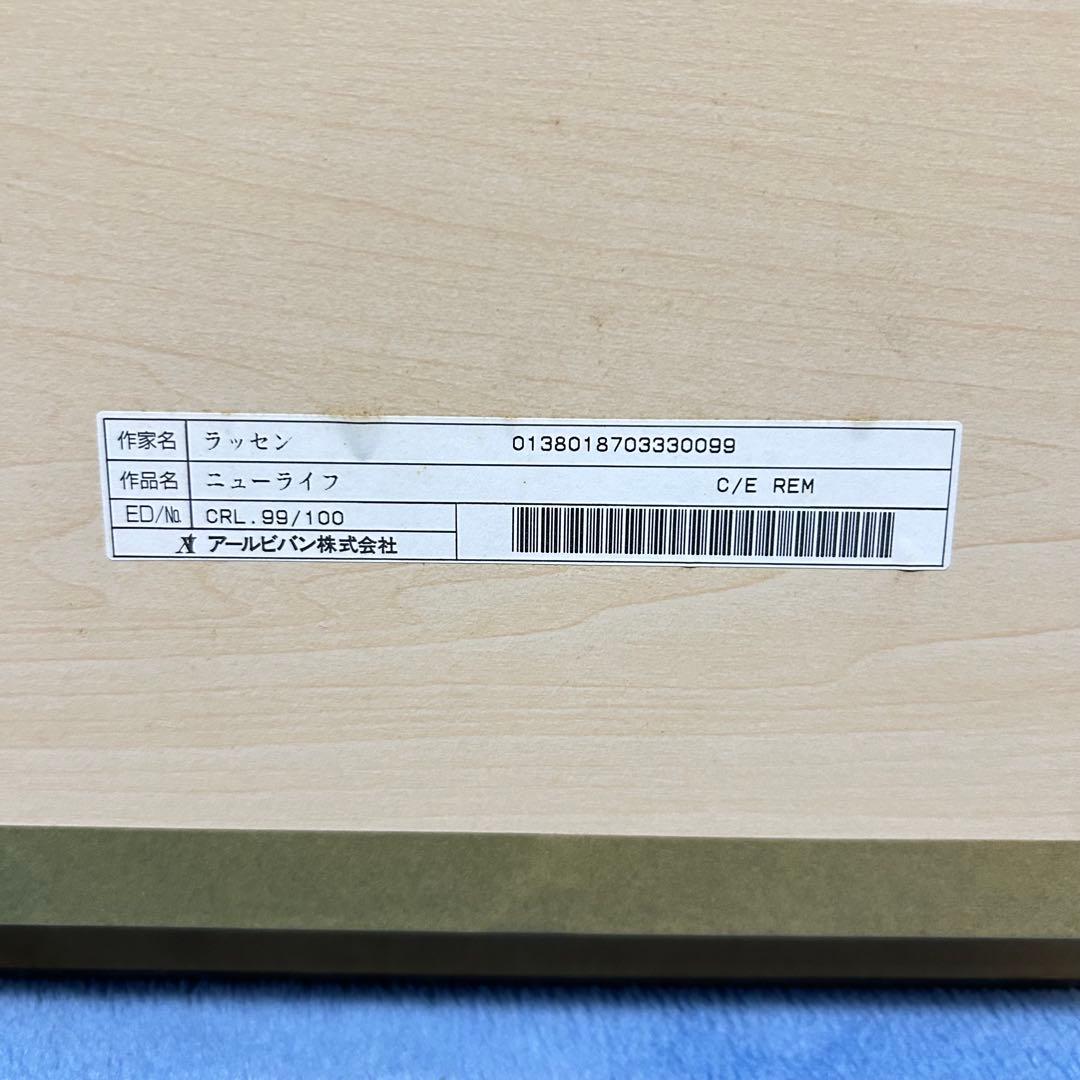 作家名 ラッセン 0138018703330099
作品名 ニューライフ C/E REM
ED/№ CRL.99/100
アールビバン株式会社